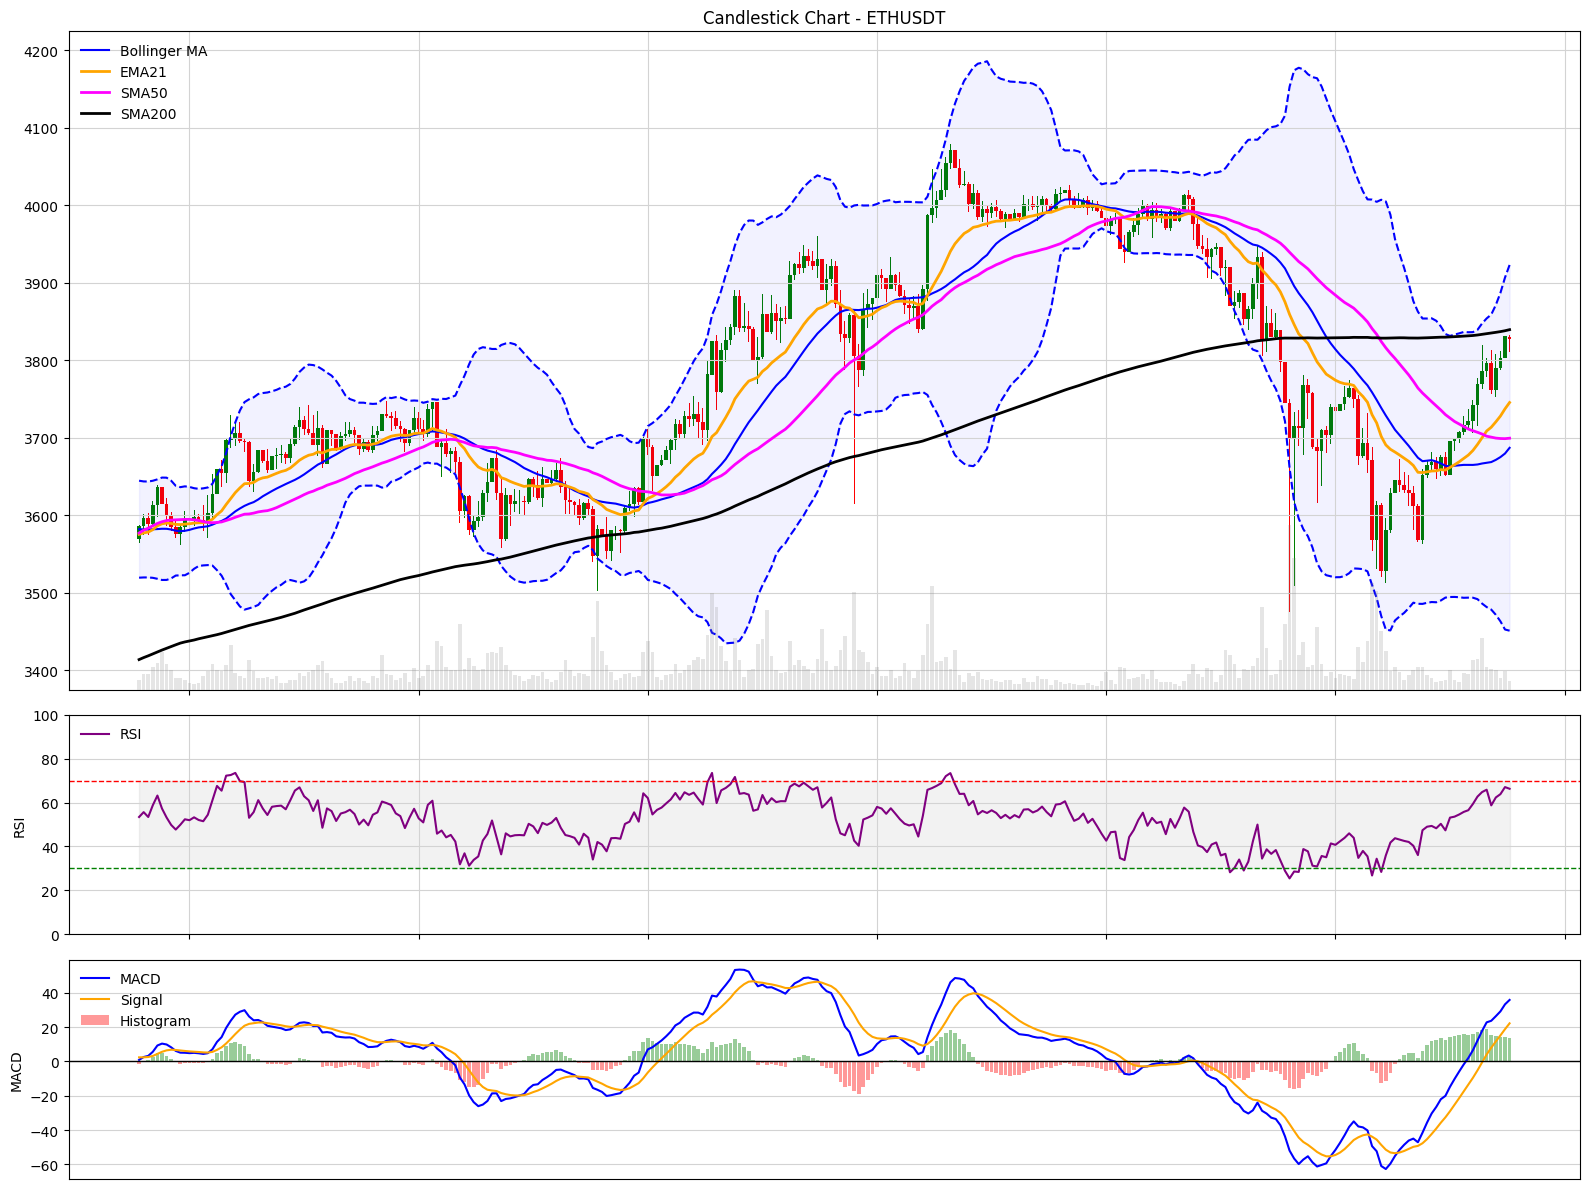 Candlestick Chart - ETHUSDT
4200
4100
4000
3900
3800
3700
3600
3500
3400
Bollinger MA
EMA21
SMA50
SMA200
100
80
60
40
20
0
RSI
RSI
40
20
0
−20
−40
−60
MACD
MACD
Signal
Histogram